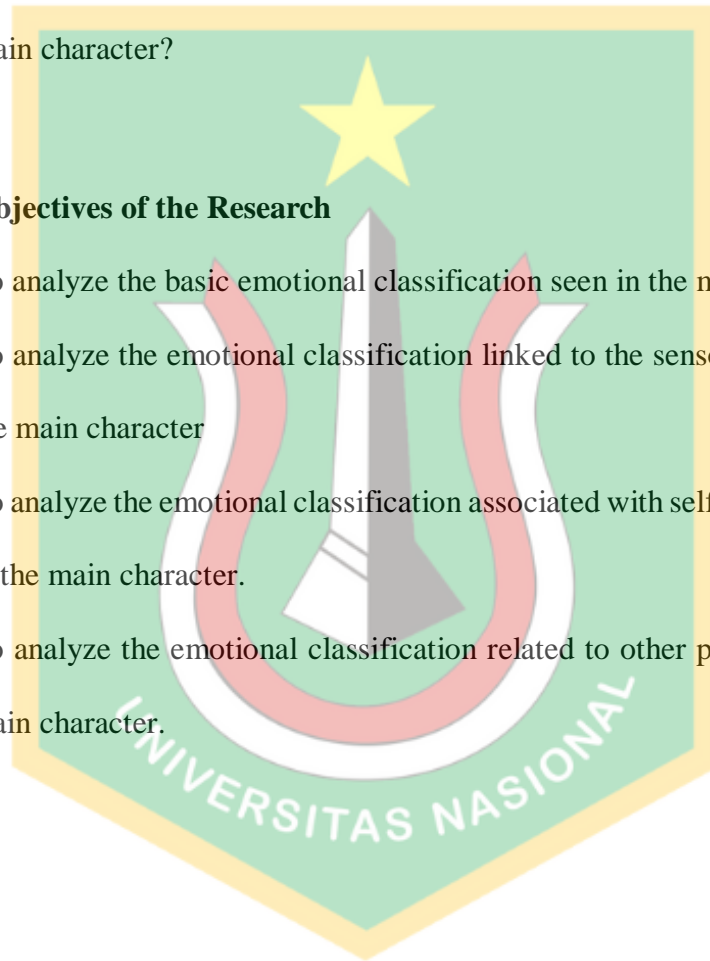 ain character?
bjectives of the Research
o analyze the basic emotional classification seen in the m
o analyze the emotional classification linked to the sens
e main character
o analyze the emotional classification associated with self
the main character.
o analyze the emotional classification related to other p
ain character.
UNIVERSITAS NASIONAL